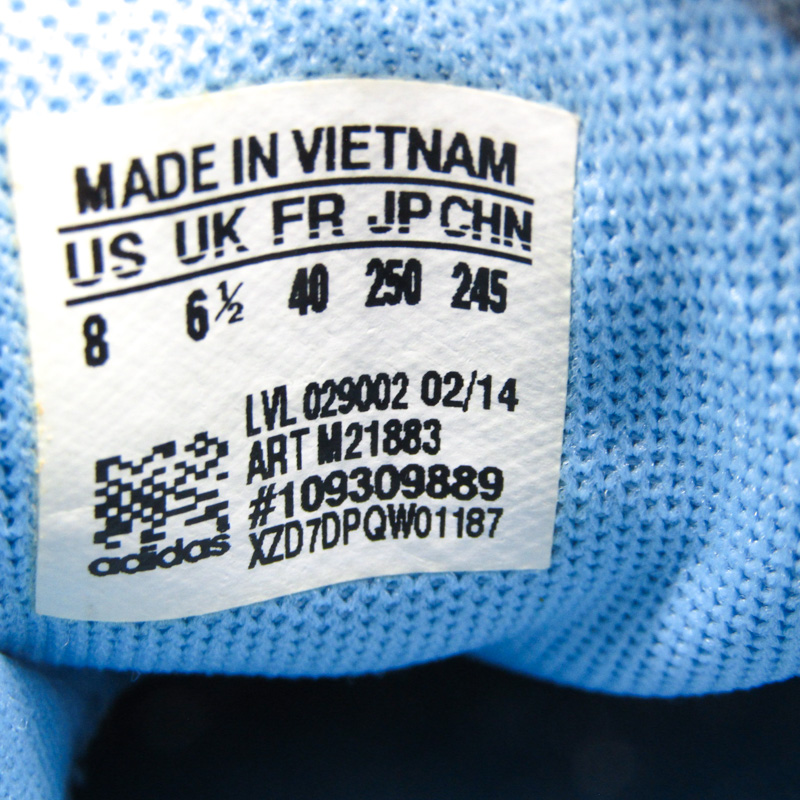 MADE IN VIETNAM
US UK FR JP CHN
8 6½ 40 250 245
LVL 029002 02/14
ART M21883
#109309889
XZD7DPQW01187
adidas